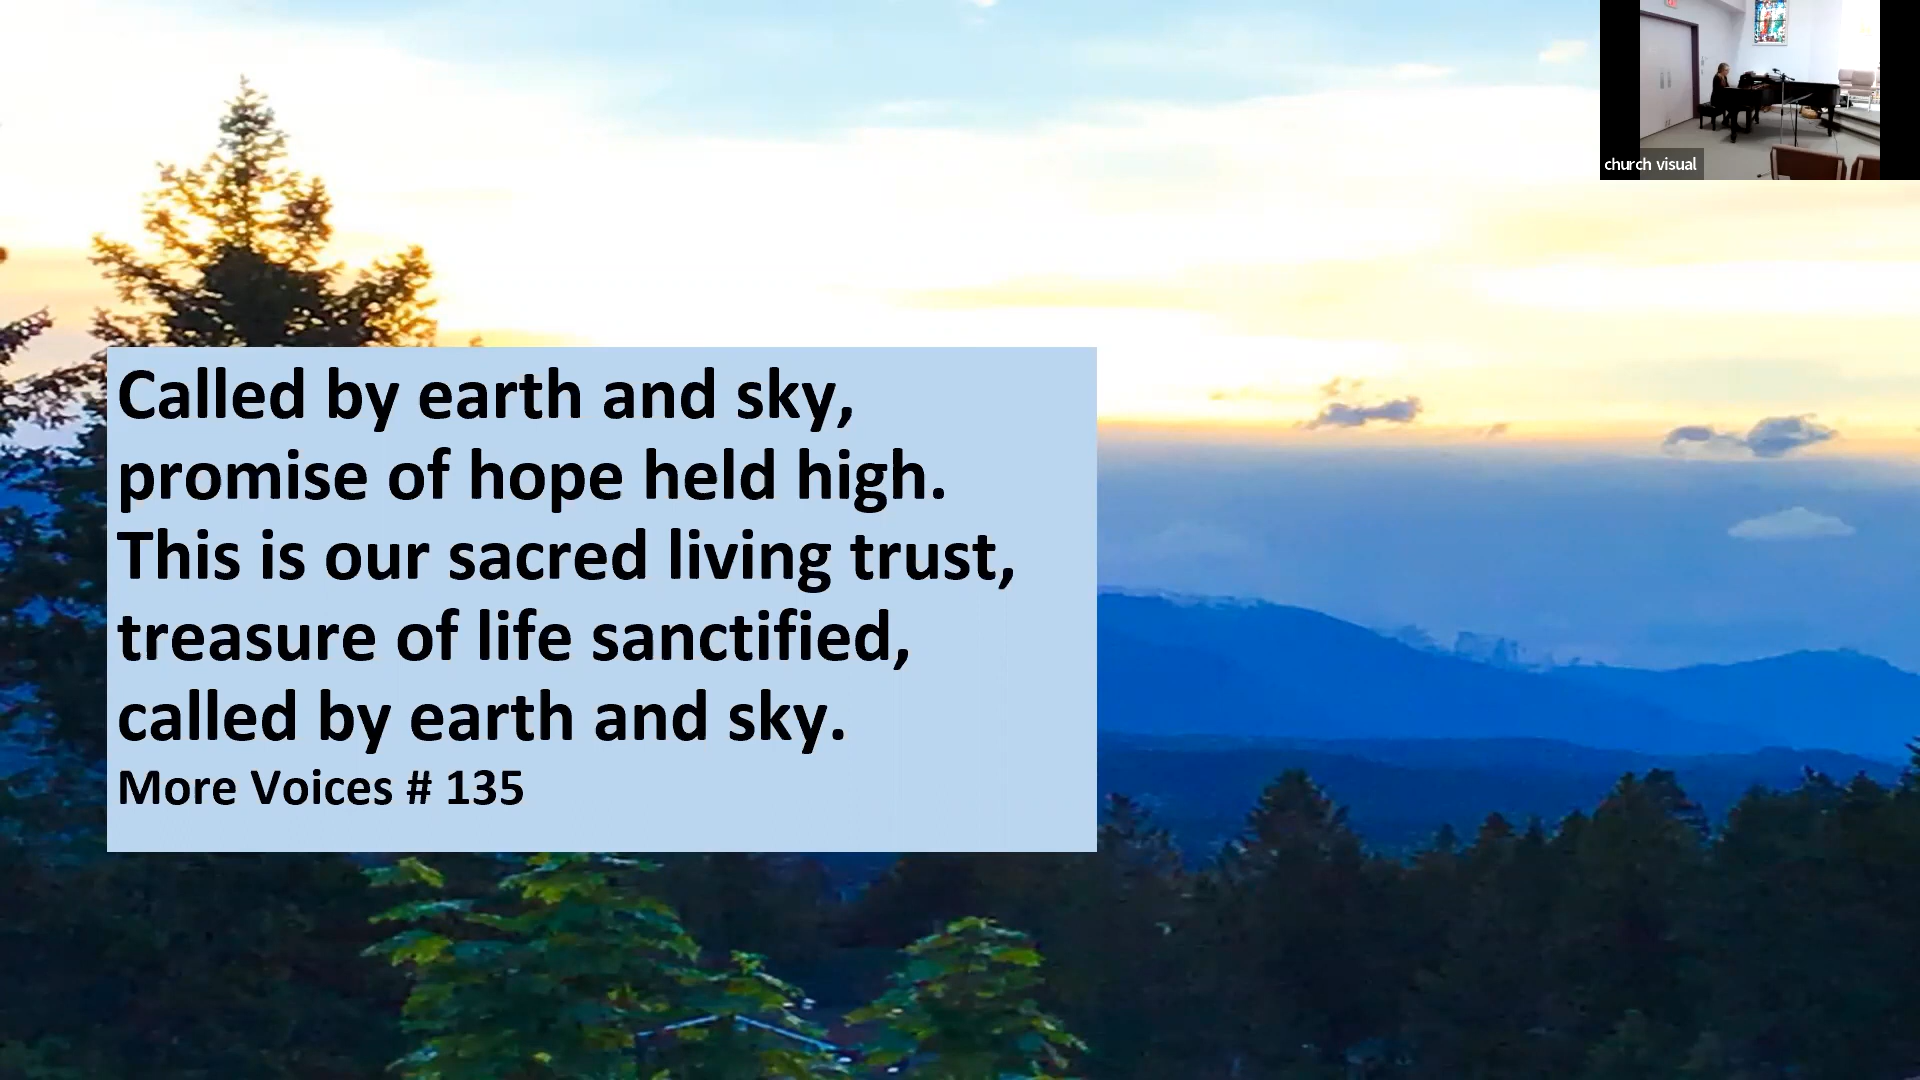 Called by earth and sky,
promise of hope held high.
This is our sacred living trust,
treasure of life sanctified,
called by earth and sky.
More Voices # 135
church visual